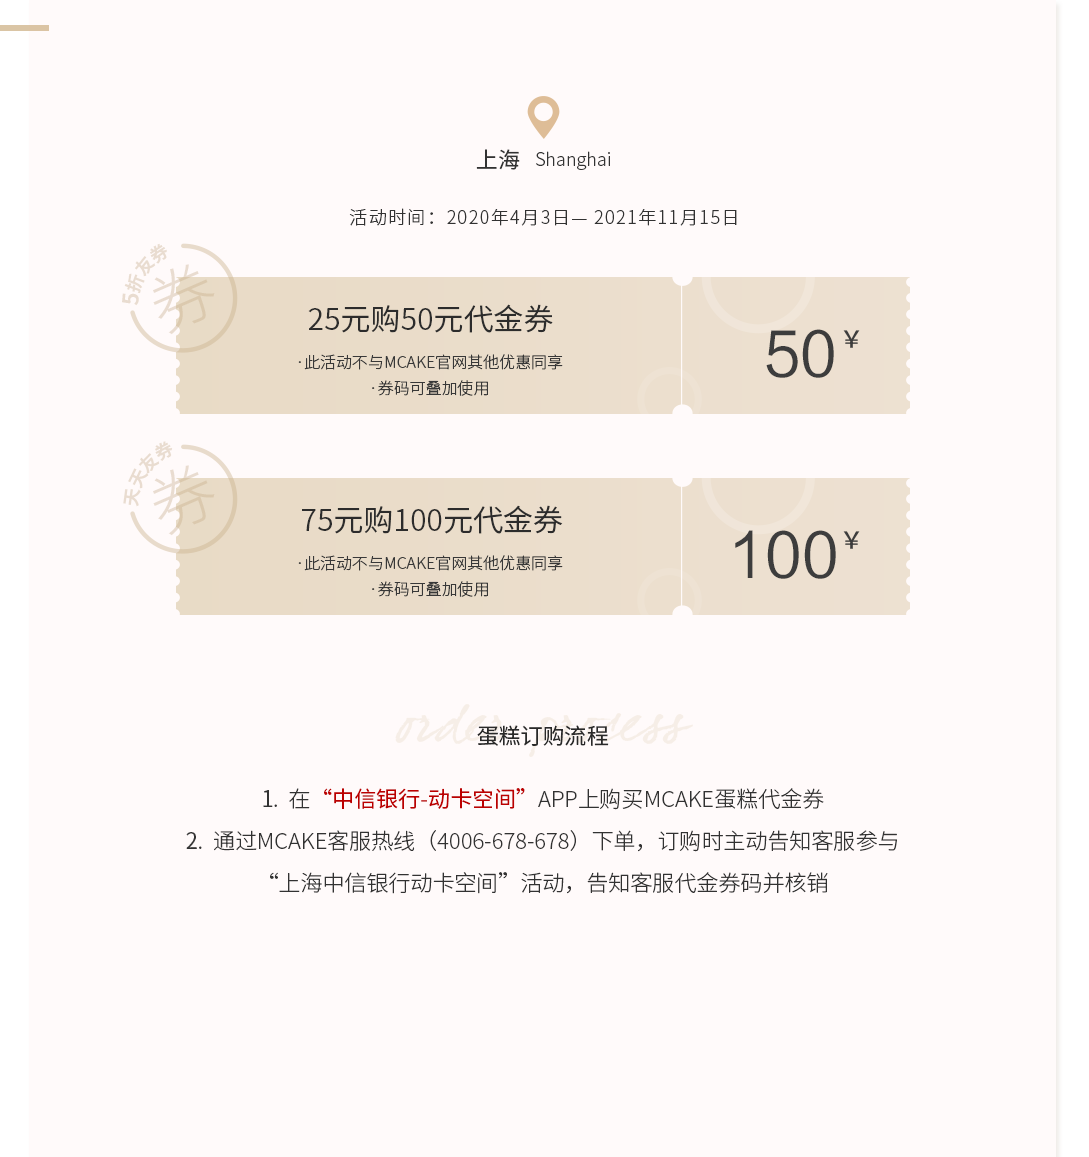 上海 Shanghai
活动时间：2020年4月3日— 2021年11月15日
5折友券
券
25元购50元代金券
·此活动不与MCAKE官网其他优惠同享
·券码可叠加使用
50¥
天天友券
券
75元购100元代金券
·此活动不与MCAKE官网其他优惠同享
·券码可叠加使用
100¥
order process
蛋糕订购流程
1. 在“中信银行-动卡空间”APP上购买MCAKE蛋糕代金券
2. 通过MCAKE客服热线（4006-678-678）下单，订购时主动告知客服参与
“上海中信银行动卡空间”活动，告知客服代金券码并核销